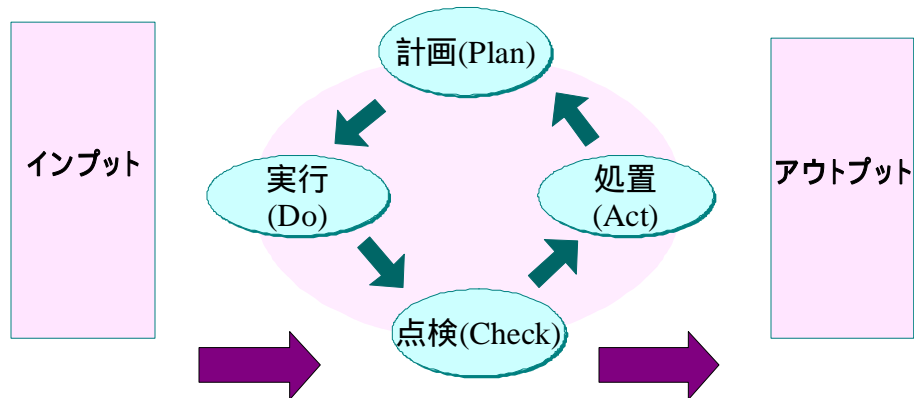 計画(Plan)
インプット
実行
(Do)
処置
(Act)
アウトプット
点検(Check)